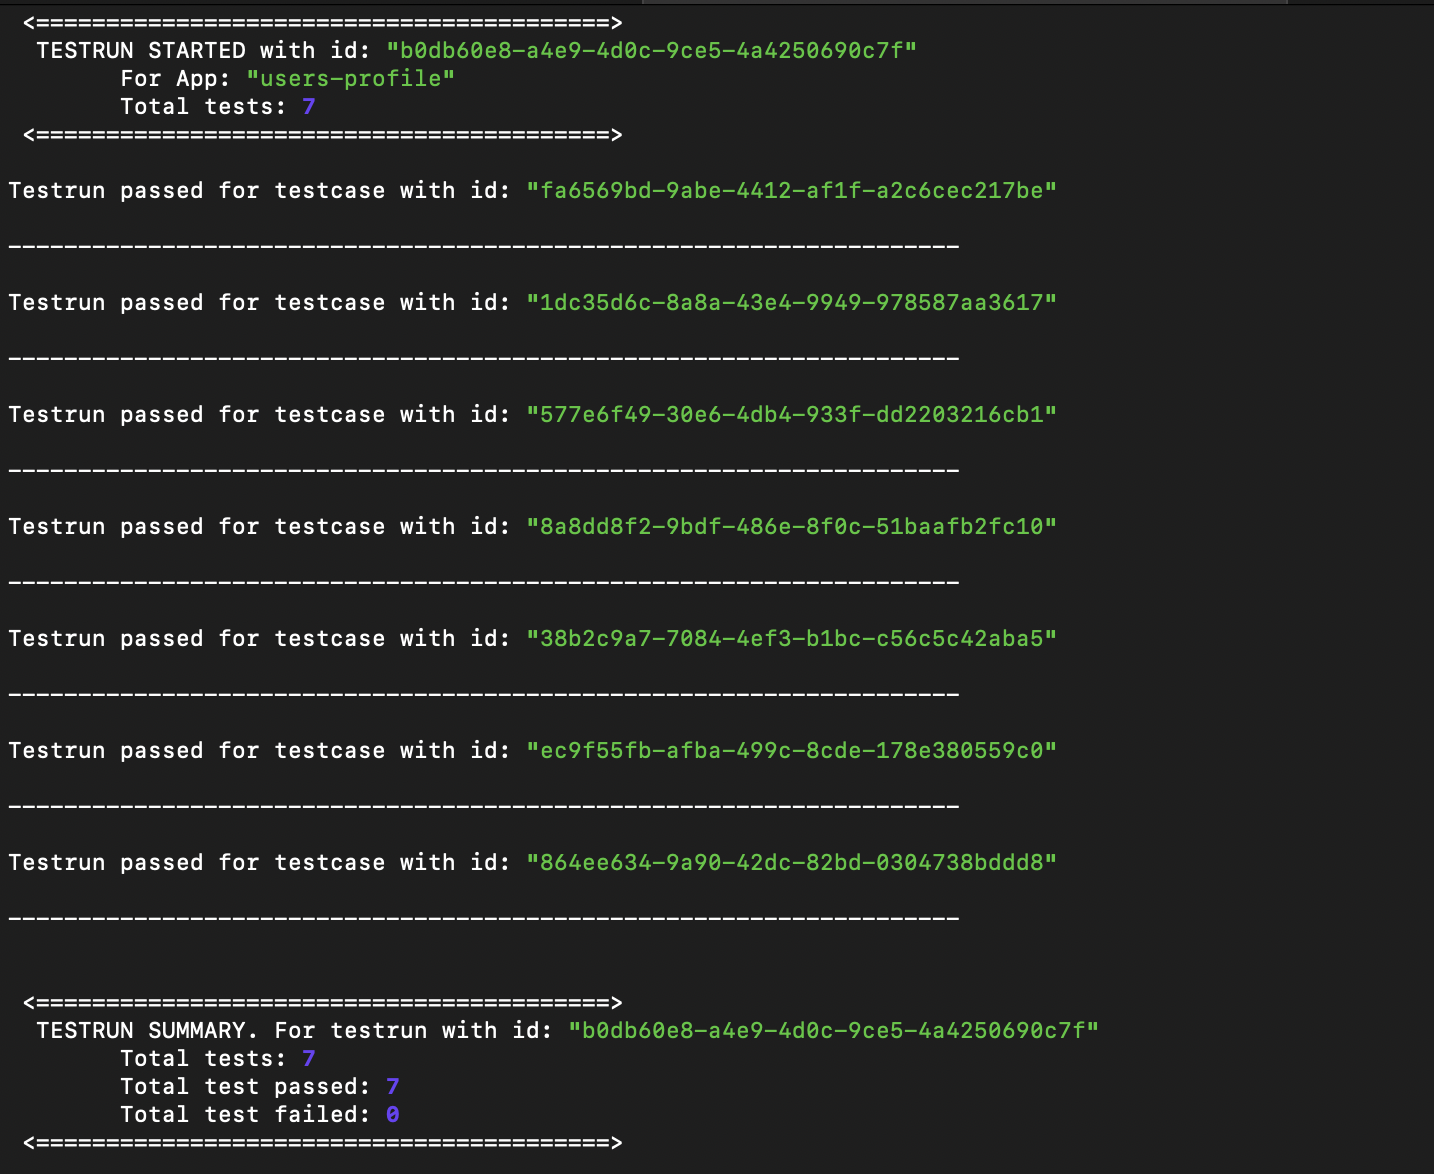 <=========================================>
TESTRUN STARTED with id: "b0db60e8-a4e9-4d0c-9ce5-4a4250690c7f"
For App: "users-profile"
Total tests: 7
<=========================================>
Testrun passed for testcase with id: "fa6569bd-9abe-4412-af1f-a2c6cec217be"
--------------------------------------------------------------------
Testrun passed for testcase with id: "1dc35d6c-8a8a-43e4-9949-978587aa3617"
--------------------------------------------------------------------
Testrun passed for testcase with id: "577e6f49-30e6-4db4-933f-dd2203216cb1"
--------------------------------------------------------------------
Testrun passed for testcase with id: "8a8dd8f2-9bdf-486e-8f0c-51baafb2fc10"
--------------------------------------------------------------------
Testrun passed for testcase with id: "38b2c9a7-7084-4ef3-b1bc-c56c5c42aba5"
--------------------------------------------------------------------
Testrun passed for testcase with id: "ec9f55fb-afba-499c-8cde-178e380559c0"
--------------------------------------------------------------------
Testrun passed for testcase with id: "864ee634-9a90-42dc-82bd-0304738bddd8"
--------------------------------------------------------------------
<=========================================>
TESTRUN SUMMARY. For testrun with id: "b0db60e8-a4e9-4d0c-9ce5-4a4250690c7f"
Total tests: 7
Total test passed: 7
Total test failed: 0
<=========================================>